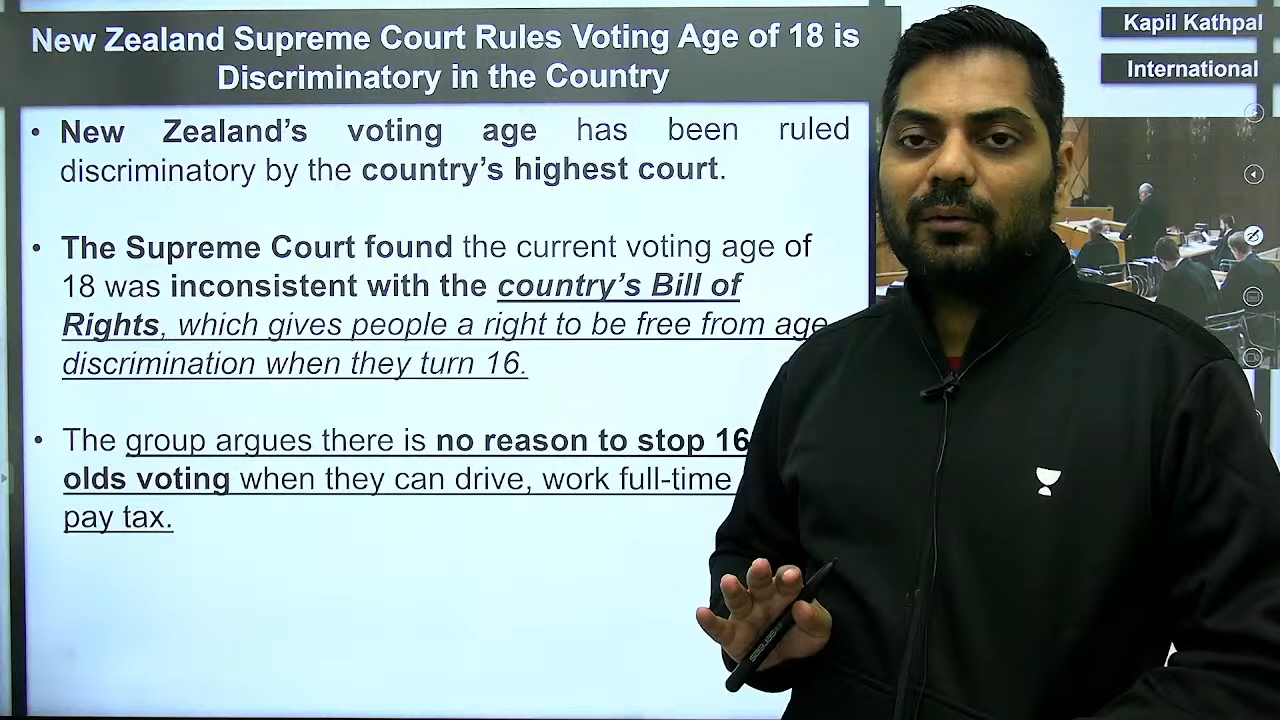 New Zealand Supreme Court Rules Voting Age of 18 is
Discriminatory in the Country
Kapil Kathpal
International
• New Zealand's voting age has been ruled
discriminatory by the country's highest court.
• The Supreme Court found the current voting age of
18 was inconsistent with the country's Bill of
Rights, which gives people a right to be free from age
discrimination when they turn 16.
• The group argues there is no reason to stop 16
olds voting when they can drive, work full-time
pay tax.